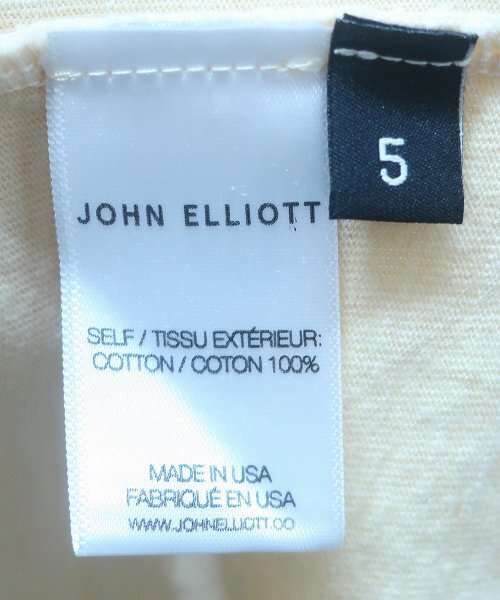 5
JOHN ELLIOTT
SELF / TISSU EXTÉRIEUR:
COTTON / COTON 100%
MADE IN USA
FABRIQUÉ EN USA
WWW.JOHNELLIOTT.CO